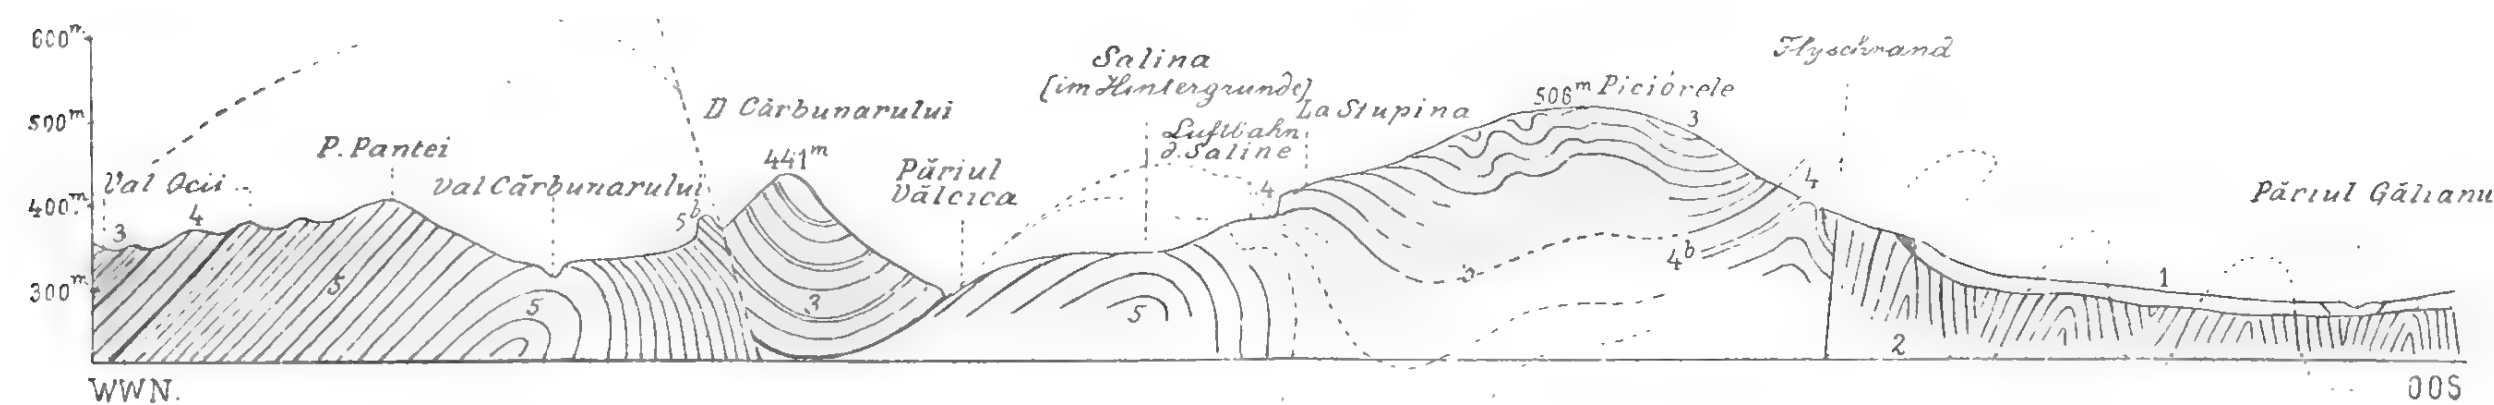 600m.
500m.
400m.
300m.
Val Ocii
P. Pantei
Val Cărbunarului
D Cărbunarului
441m
Păriul
Vălcica
Salina
(im Hintergrunde)
Luftbahn
d. Saline
La Stupina
506m Piciórele
Flyschrand
Păriul Gălianu
3
4
5
5
5b
3
5
4
3
3
4
4b
1
2
WWN.
OOS